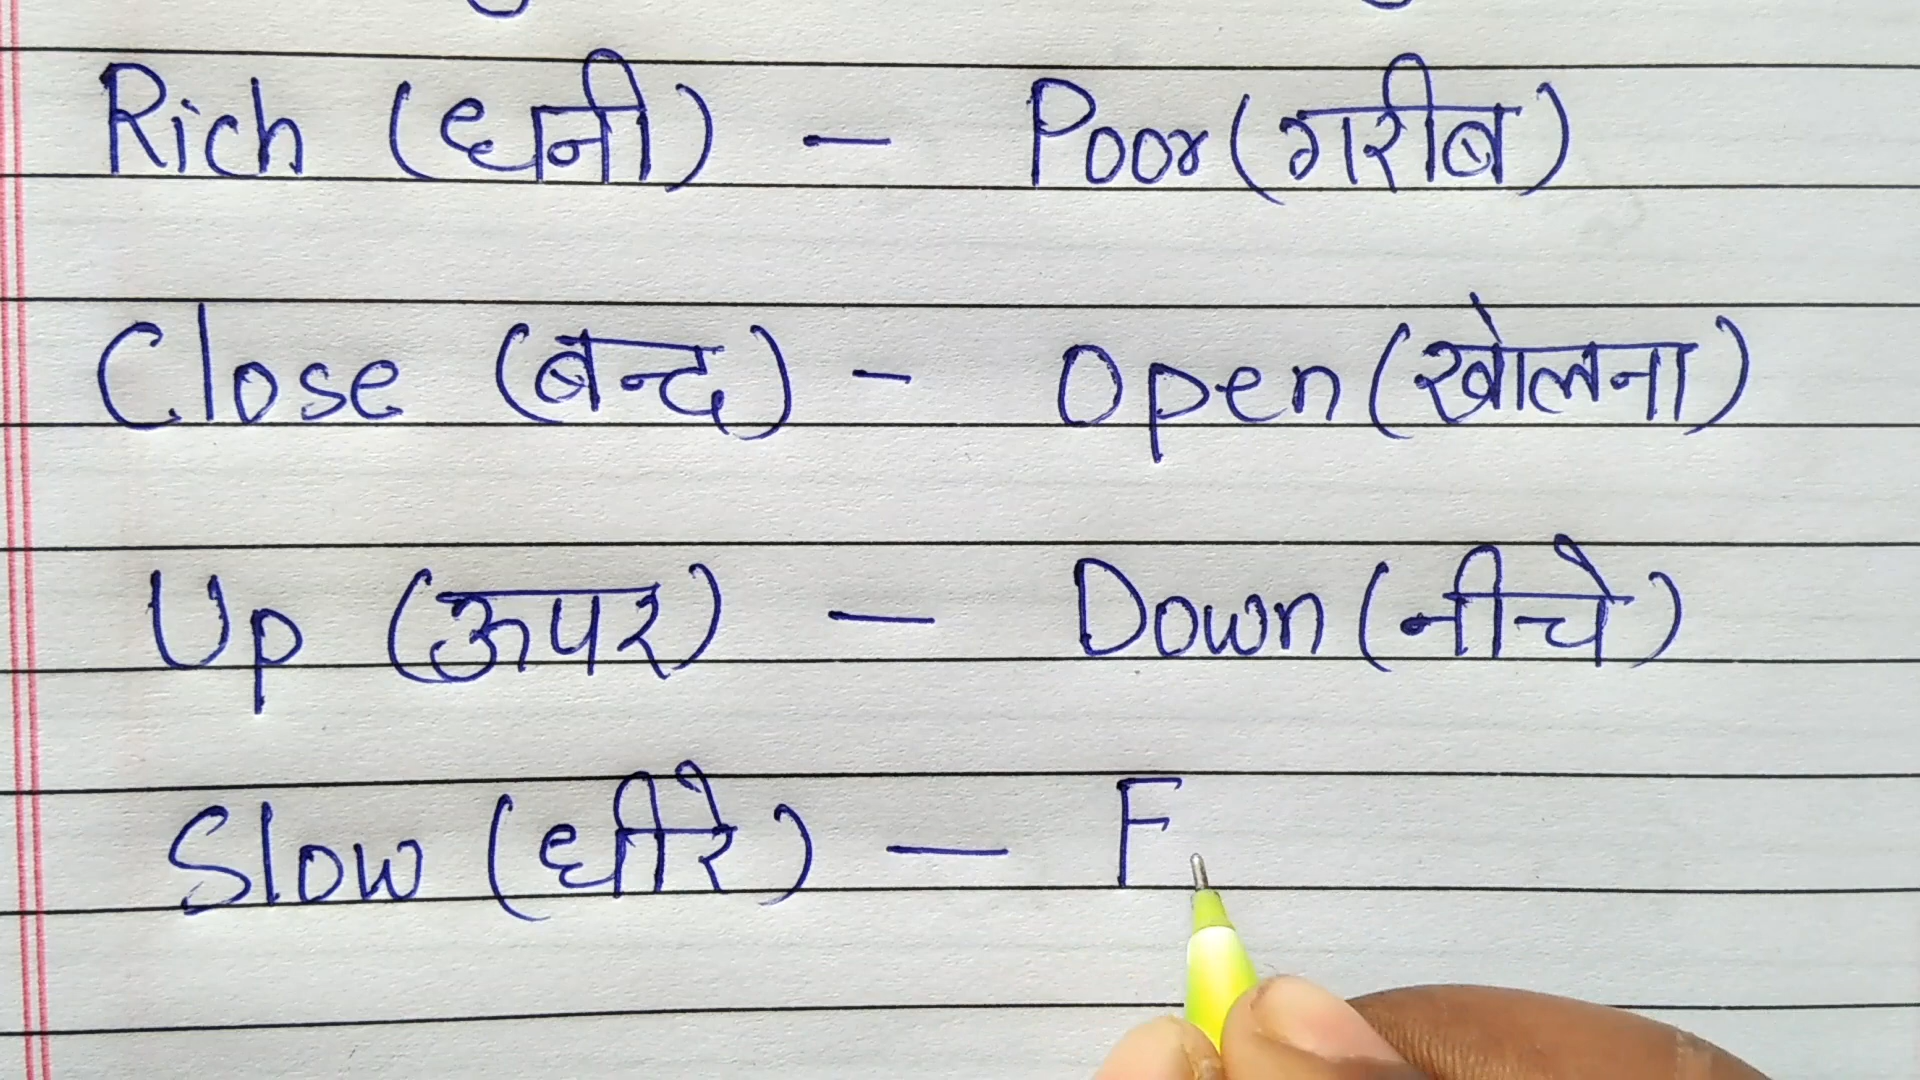 Rich (धनी) — Poor (गरीब)
Close (बन्द) - Open (खोलना)
Up (ऊपर) — Down (नीचे)
Slow (धीरे) — F